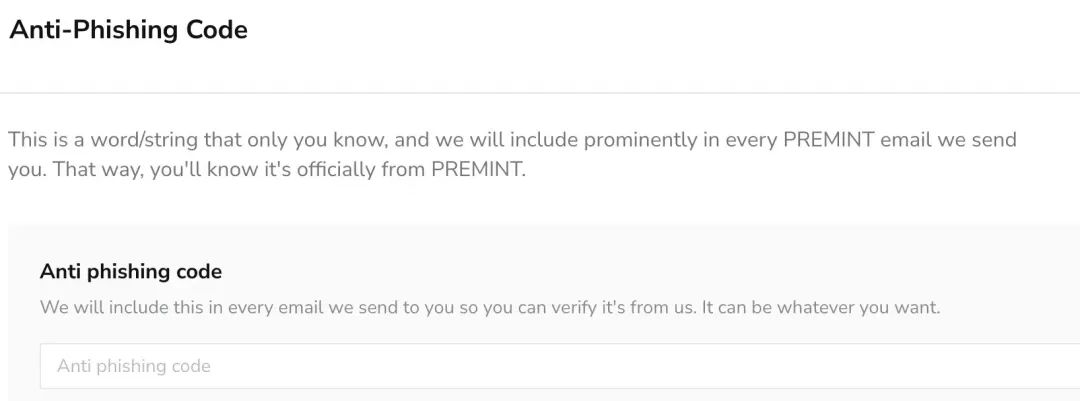 Anti-Phishing Code
This is a word/string that only you know, and we will include prominently in every PREMINT email we send
you. That way, you'll know it's officially from PREMINT.
Anti phishing code
We will include this in every email we send to you so you can verify it's from us. It can be whatever you want.
Anti phishing code